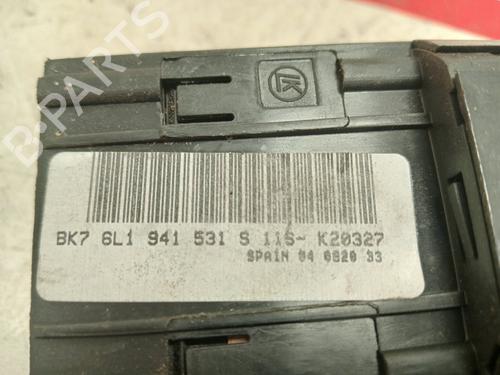 B-PARTS
LK
BK7 6L1 941 531 S 11S- K20327
SPAIN 04 0820 33